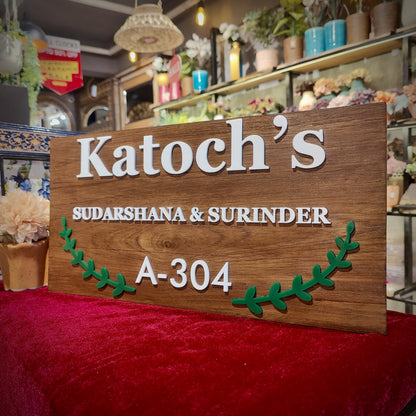 Katoch's
SUDARSHANA & SURINDER
A-304